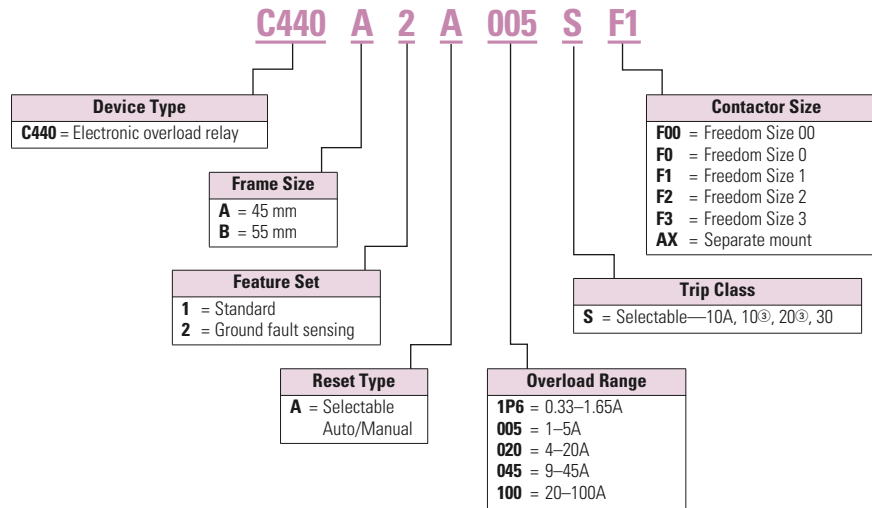 C440 A 2 A 005 S F1
Device Type
C440 = Electronic overload relay
Contactor Size
F00 = Freedom Size 00
F0 = Freedom Size 0
F1 = Freedom Size 1
F2 = Freedom Size 2
F3 = Freedom Size 3
AX = Separate mount
Frame Size
A = 45 mm
B = 55 mm
Feature Set
1 = Standard
2 = Ground fault sensing
Trip Class
S = Selectable—10A, 10③, 20③, 30
Reset Type
A = Selectable
Auto/Manual
Overload Range
1P6 = 0.33–1.65A
005 = 1–5A
020 = 4–20A
045 = 9–45A
100 = 20–100A